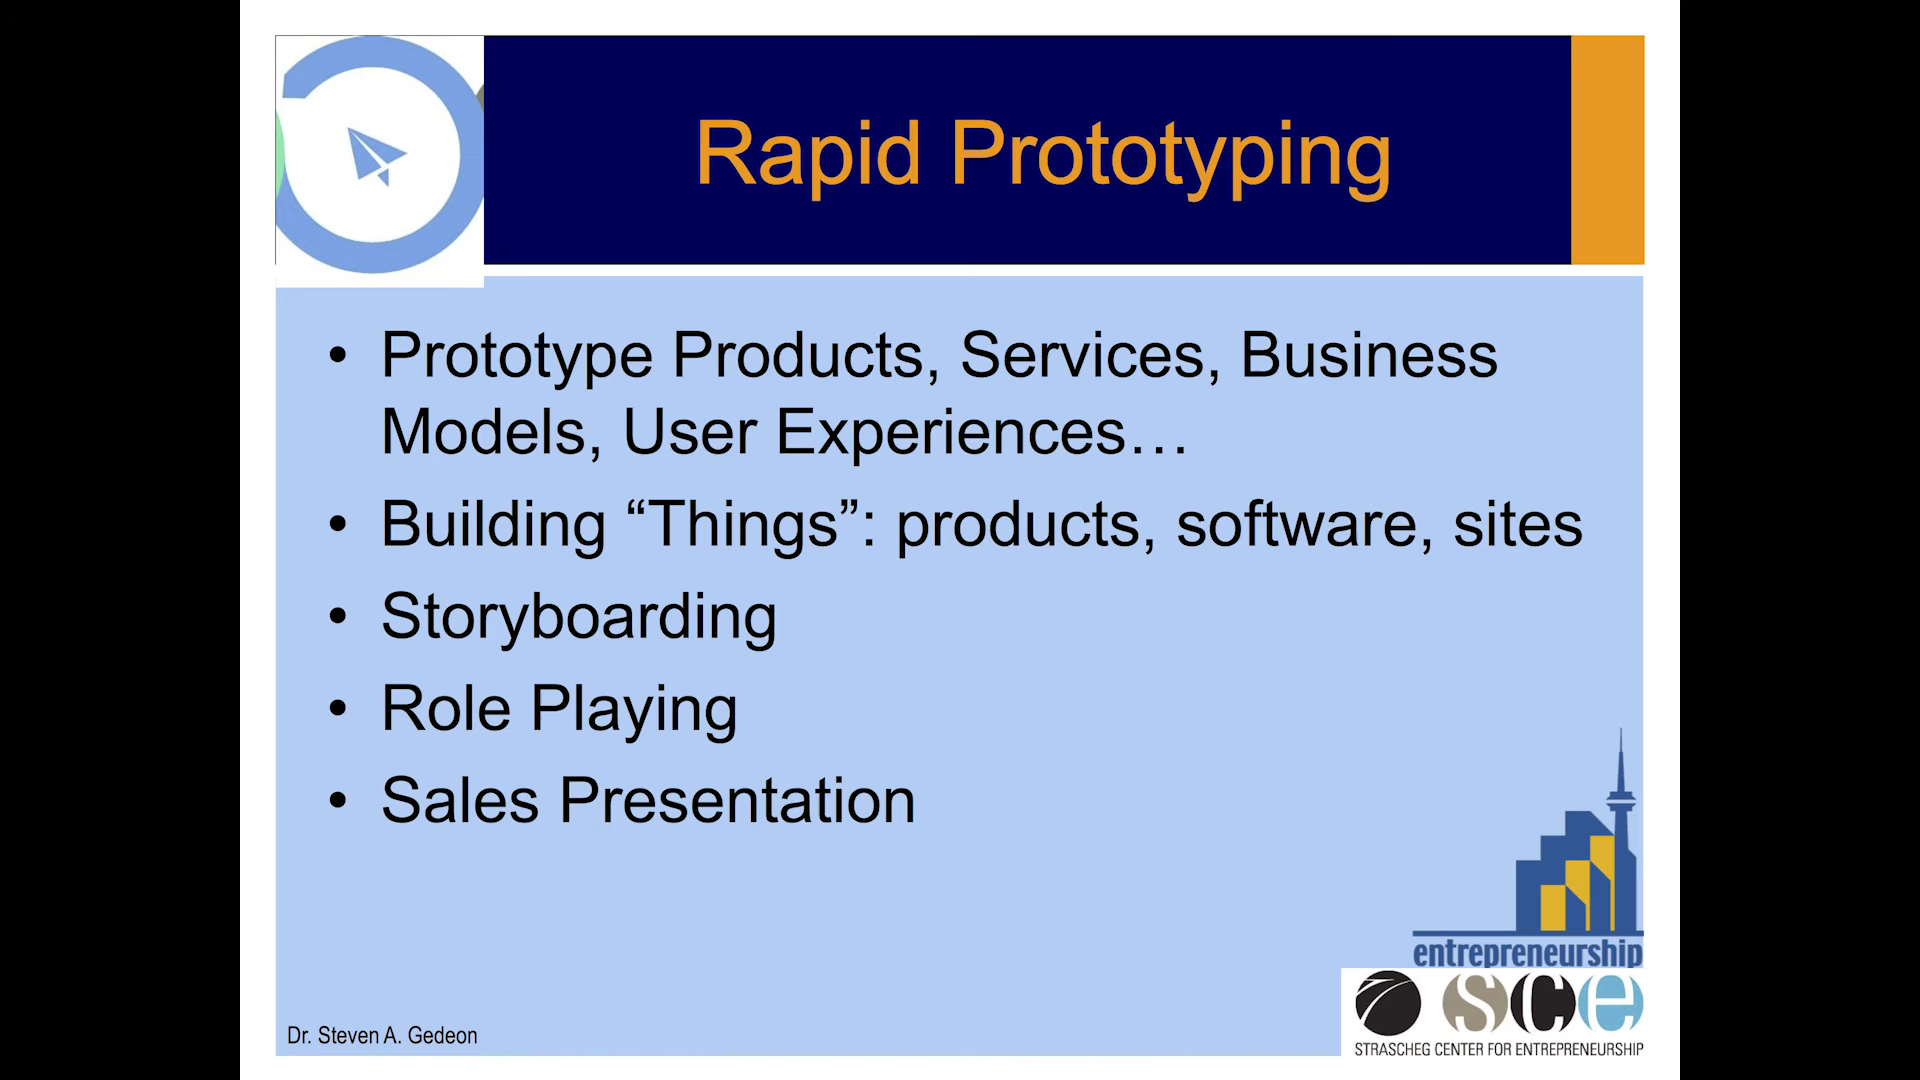 Rapid Prototyping
• Prototype Products, Services, Business
Models, User Experiences…
• Building “Things”: products, software, sites
• Storyboarding
• Role Playing
• Sales Presentation
entrepreneurship
sce
STRASCHEG CENTER FOR ENTREPRENEURSHIP
Dr. Steven A. Gedeon